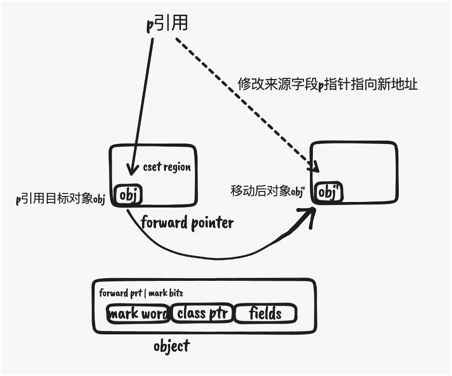 p引用
修改来源字段p指针指向新地址
cset region
obj
p引用目标对象obj
移动后对象obj'
obj'
forward pointer
forward prt | mark bits
mark word
class ptr
fields
object